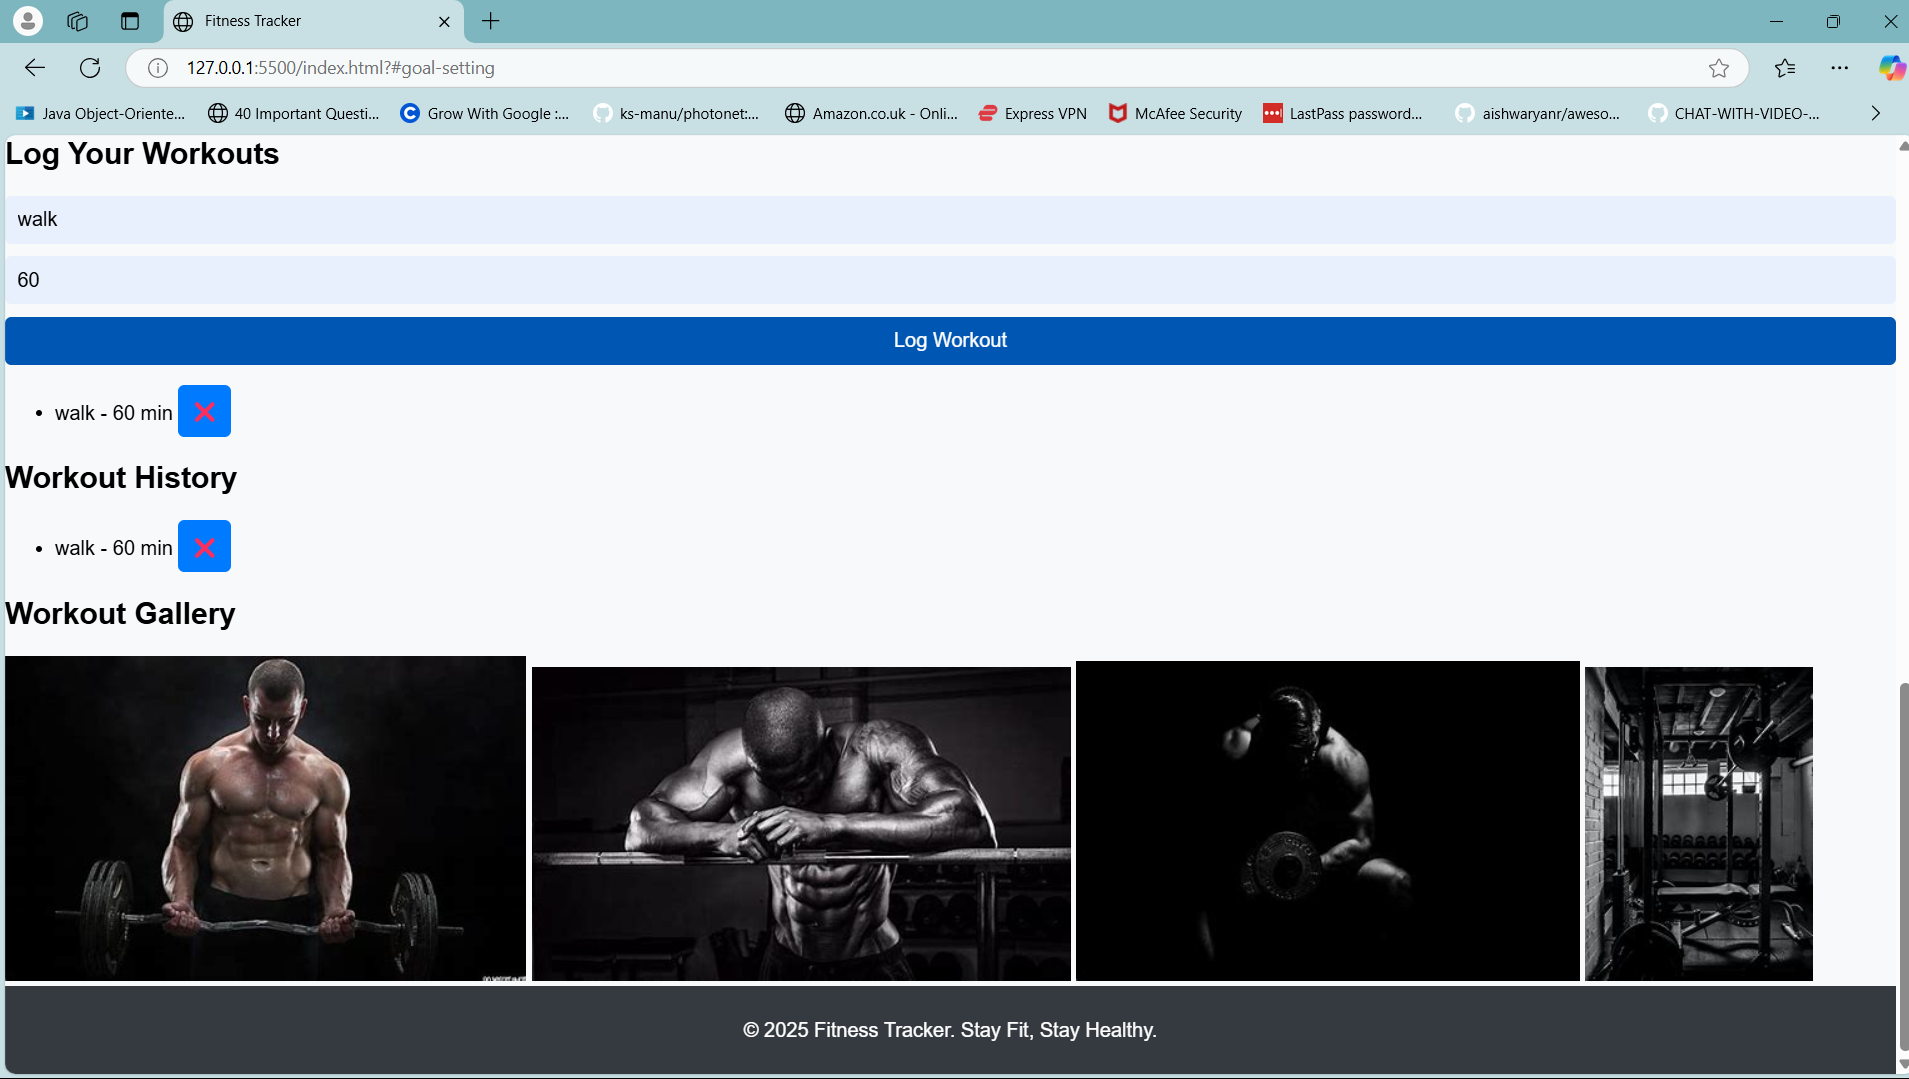 Fitness Tracker
127.0.0.1:5500/index.html?#goal-setting
Java Object-Oriente...
40 Important Questi...
Grow With Google :...
ks-manu/photonet:...
Amazon.co.uk - Onli...
Express VPN
McAfee Security
LastPass password...
aishwaryanr/aweso...
CHAT-WITH-VIDEO-...
Log Your Workouts
walk
60
Log Workout
• walk - 60 min
Workout History
• walk - 60 min
Workout Gallery
© 2025 Fitness Tracker. Stay Fit, Stay Healthy.